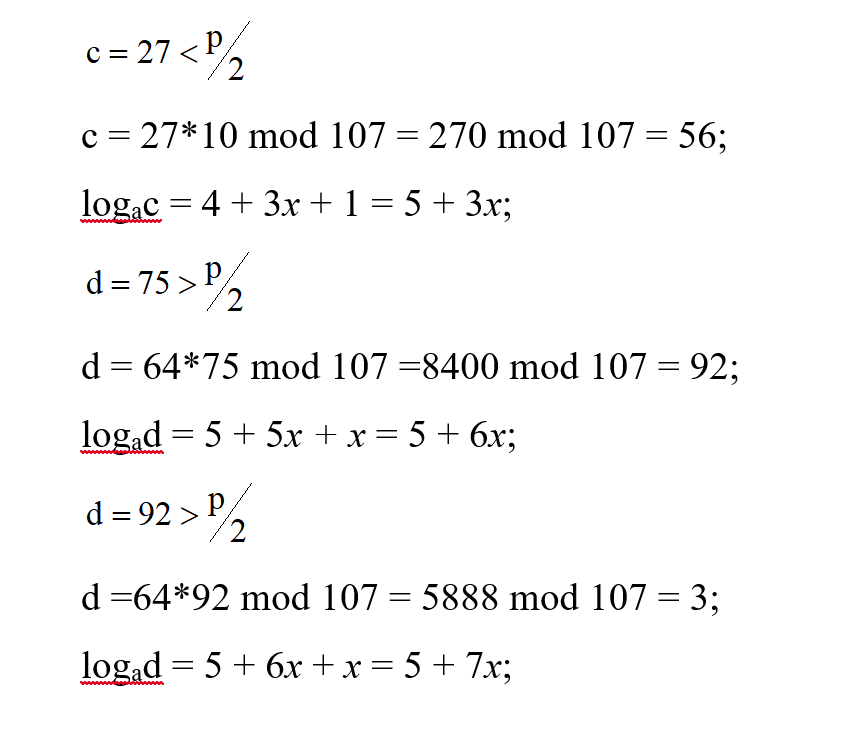 c = 27 < p/2
c = 27*10 mod 107 = 270 mod 107 = 56;
logₐc = 4 + 3x + 1 = 5 + 3x;
d = 75 > p/2
d = 64*75 mod 107 =8400 mod 107 = 92;
logₐd = 5 + 5x + x = 5 + 6x;
d = 92 > p/2
d =64*92 mod 107 = 5888 mod 107 = 3;
logₐd = 5 + 6x + x = 5 + 7x;